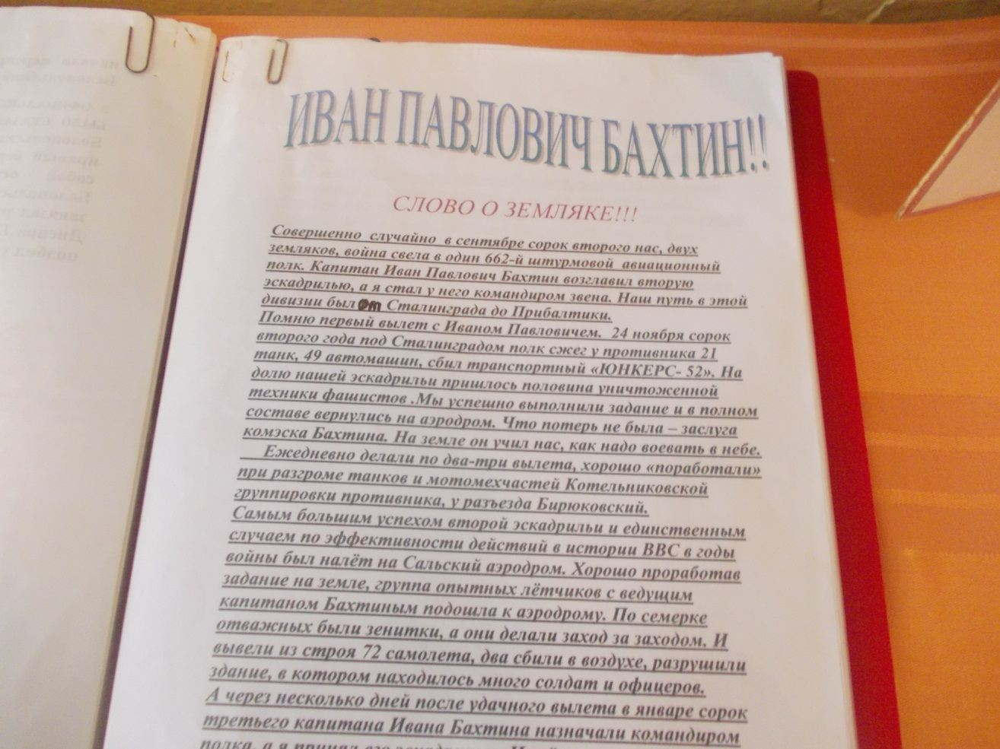 ИВАН ПАВЛОВИЧ БАХТИН!!
СЛОВО О ЗЕМЛЯКЕ!!!
Совершенно случайно в сентябре сорок второго нас, двух
земляков, война свела в один 662-й штурмовой авиационный
полк. Капитан Иван Павлович Бахтин возглавил вторую
эскадрилью, а я стал у него командиром звена. Наш путь в этой
дивизии был от Сталинграда до Прибалтики.
Помню первый вылет с Иваном Павловичем. 24 ноября сорок
второго года под Сталинградом полк сжег у противника 21
танк, 49 автомашин, сбил транспортный «ЮНКЕРС- 52». На
долю нашей эскадрильи пришлось половина уничтоженной
техники фашистов .Мы успешно выполнили задание и в полном
составе вернулись на аэродром. Что потерь не была – заслуга
комэска Бахтина. На земле он учил нас, как надо воевать в небе.
Ежедневно делали по два-три вылета, хорошо «поработали»
при разгроме танков и мотомехчастей Котельниковской
группировки противника, у разъезда Бирюковский.
Самым большим успехом второй эскадрильи и единственным
случаем по эффективности действий в истории ВВС в годы
войны был налёт на Сальский аэродром. Хорошо проработав
задание на земле, группа опытных лётчиков с ведущим
капитаном Бахтиным подошла к аэродрому. По семерке
отважных были зенитки, а они делали заход за заходом. И
вывели из строя 72 самолета, два сбили в воздухе, разрушили
здание, в котором находилось много солдат и офицеров.
А через несколько дней после удачного вылета в январе сорок
третьего капитана Ивана Бахтина назначали командиром
полка, а я принял его